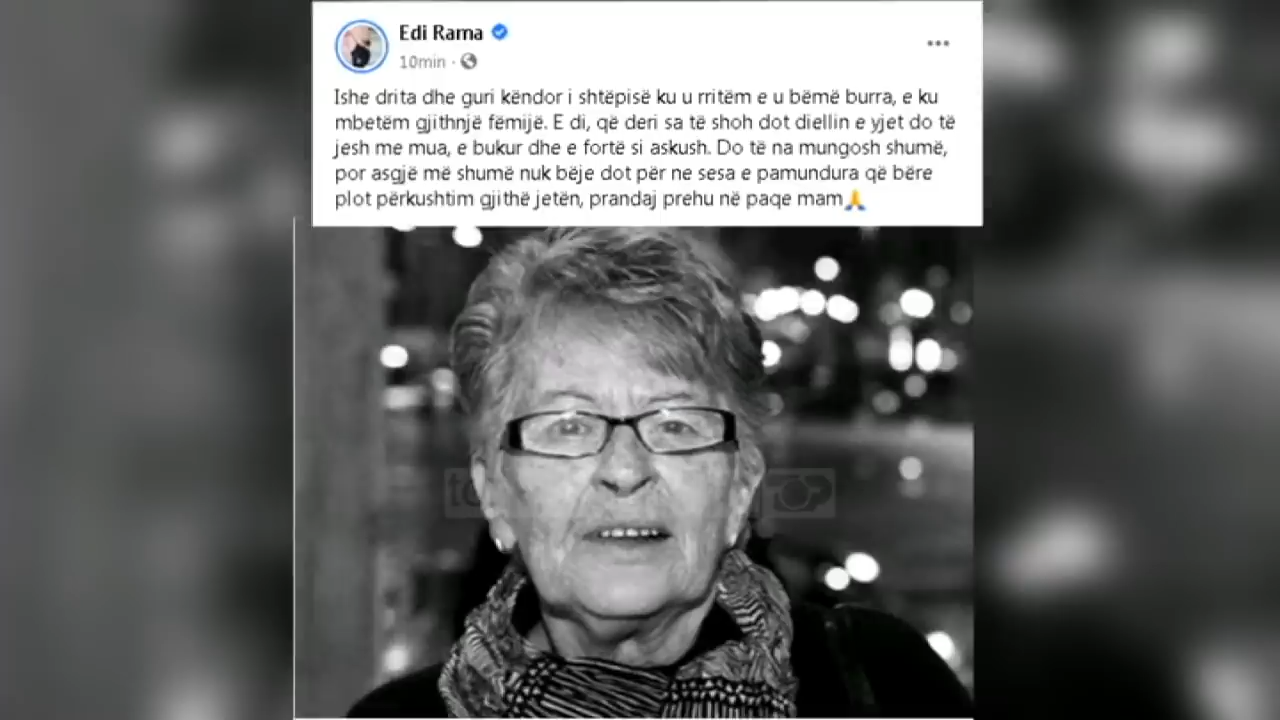 Edi Rama
10min
Ishe drita dhe guri këndor i shtëpisë ku u rritëm e u bëmë burra, e ku
mbetëm gjithnjë fëmijë. E di, që deri sa të shoh dot diellin e yjet do të
jesh me mua, e bukur dhe e fortë si askush. Do të na mungosh shumë,
por asgjë më shumë nuk bëje dot për ne sesa e pamundura që bëre
plot përkushtim gjithë jetën, prandaj prehu në paqe mam🙏